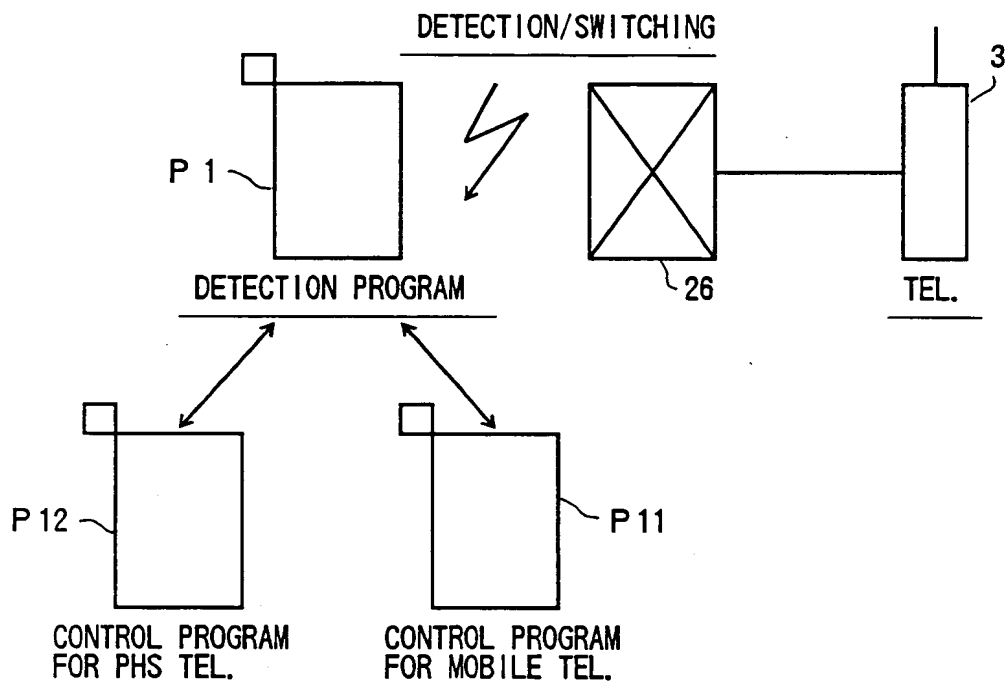 DETECTION/SWITCHING
3
P 1
DETECTION PROGRAM
26
TEL.
P 12
P 11
CONTROL PROGRAM
FOR PHS TEL.
CONTROL PROGRAM
FOR MOBILE TEL.